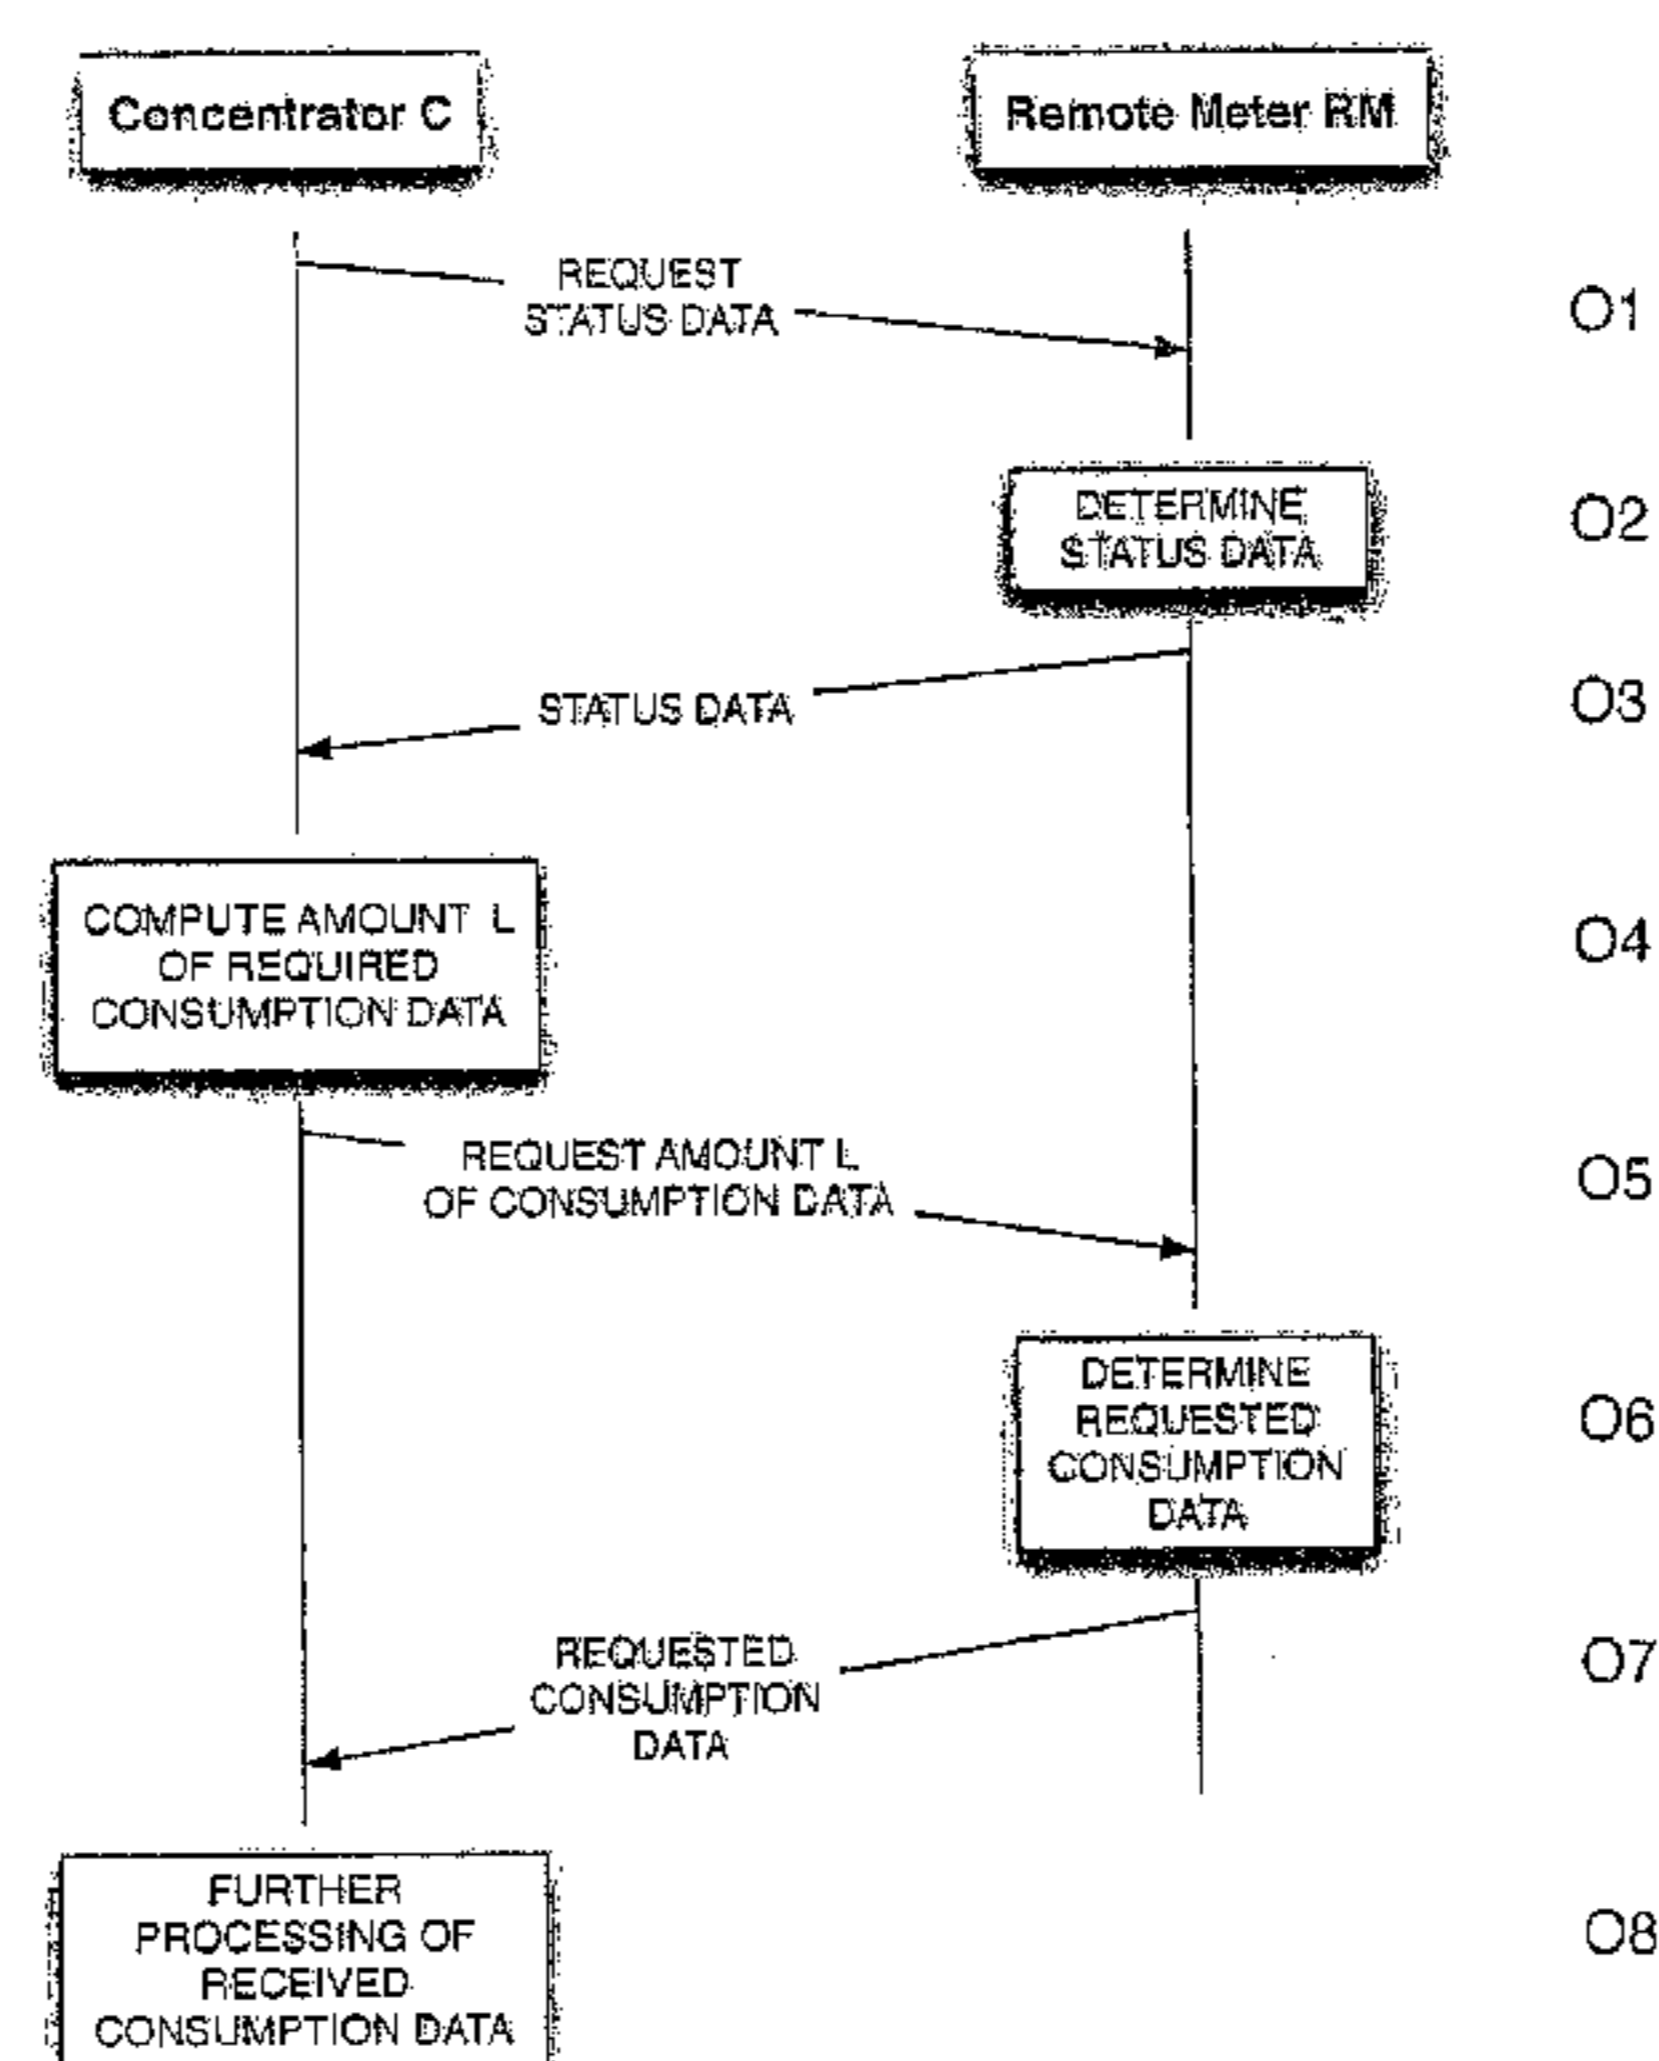 Concentrator C
Remote Meter RM
REQUEST
STATUS DATA
O1
DETERMINE
STATUS DATA
O2
STATUS DATA
O3
COMPUTE AMOUNT L
OF REQUIRED
CONSUMPTION DATA
O4
REQUEST AMOUNT L
OF CONSUMPTION DATA
O5
DETERMINE
REQUESTED
CONSUMPTION
DATA
O6
REQUESTED
CONSUMPTION
DATA
O7
FURTHER
PROCESSING OF
RECEIVED
CONSUMPTION DATA
O8